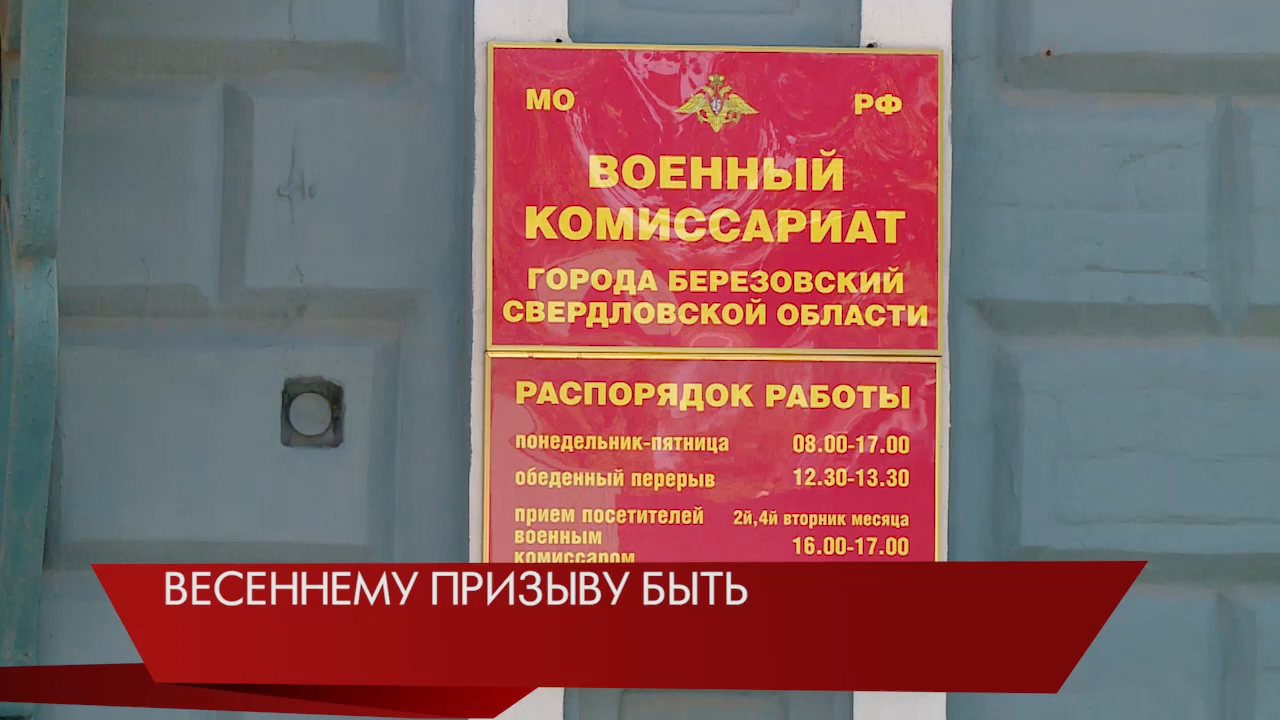 МО РФ
ВОЕННЫЙ
КОМИССАРИАТ
ГОРОДА БЕРЕЗОВСКИЙ
СВЕРДЛОВСКОЙ ОБЛАСТИ
РАСПОРЯДОК РАБОТЫ
понедельник-пятница 08.00-17.00
обеденный перерыв 12.30-13.30
прием посетителей 2й,4й вторник месяца
военным
комиссаром 16.00-17.00
ВЕСЕННЕМУ ПРИЗЫВУ БЫТЬ